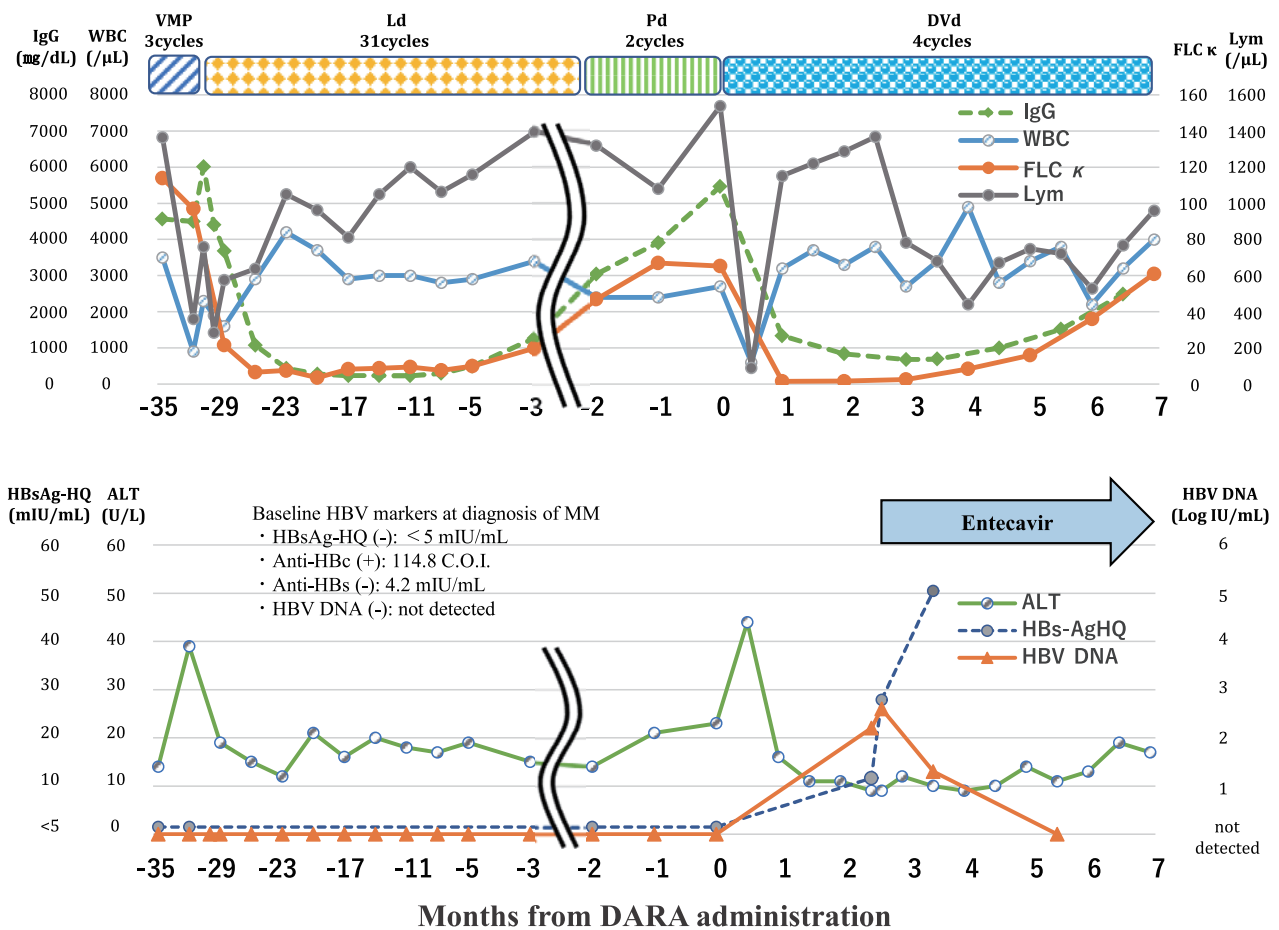 VMP
3cycles
Ld
31cycles
Pd
2cycles
DVd
4cycles
IgG
(mg/dL)
WBC
(/μL)
FLC κ
Lym
(/μL)
8000 8000 160 1600
7000 7000 140 1400
6000 6000 120 1200
5000 5000 100 1000
4000 4000 80 800
3000 3000 60 600
2000 2000 40 400
1000 1000 20 200
0 0 0 0
IgG
WBC
FLC κ
Lym
-35 -29 -23 -17 -11 -5 -3 -2 -1 0 1 2 3 4 5 6 7
HBsAg-HQ
(mIU/mL)
ALT
(U/L)
HBV DNA
(Log IU/mL)
Baseline HBV markers at diagnosis of MM
・HBsAg-HQ (-): < 5 mIU/mL
・Anti-HBc (+): 114.8 C.O.I.
・Anti-HBs (-): 4.2 mIU/mL
・HBV DNA (-): not detected
Entecavir
60 60 6
50 50 5
40 40 4
30 30 3
20 20 2
10 10 1
<5 0 not
detected
ALT
HBs-AgHQ
HBV DNA
-35 -29 -23 -17 -11 -5 -3 -2 -1 0 1 2 3 4 5 6 7
Months from DARA administration